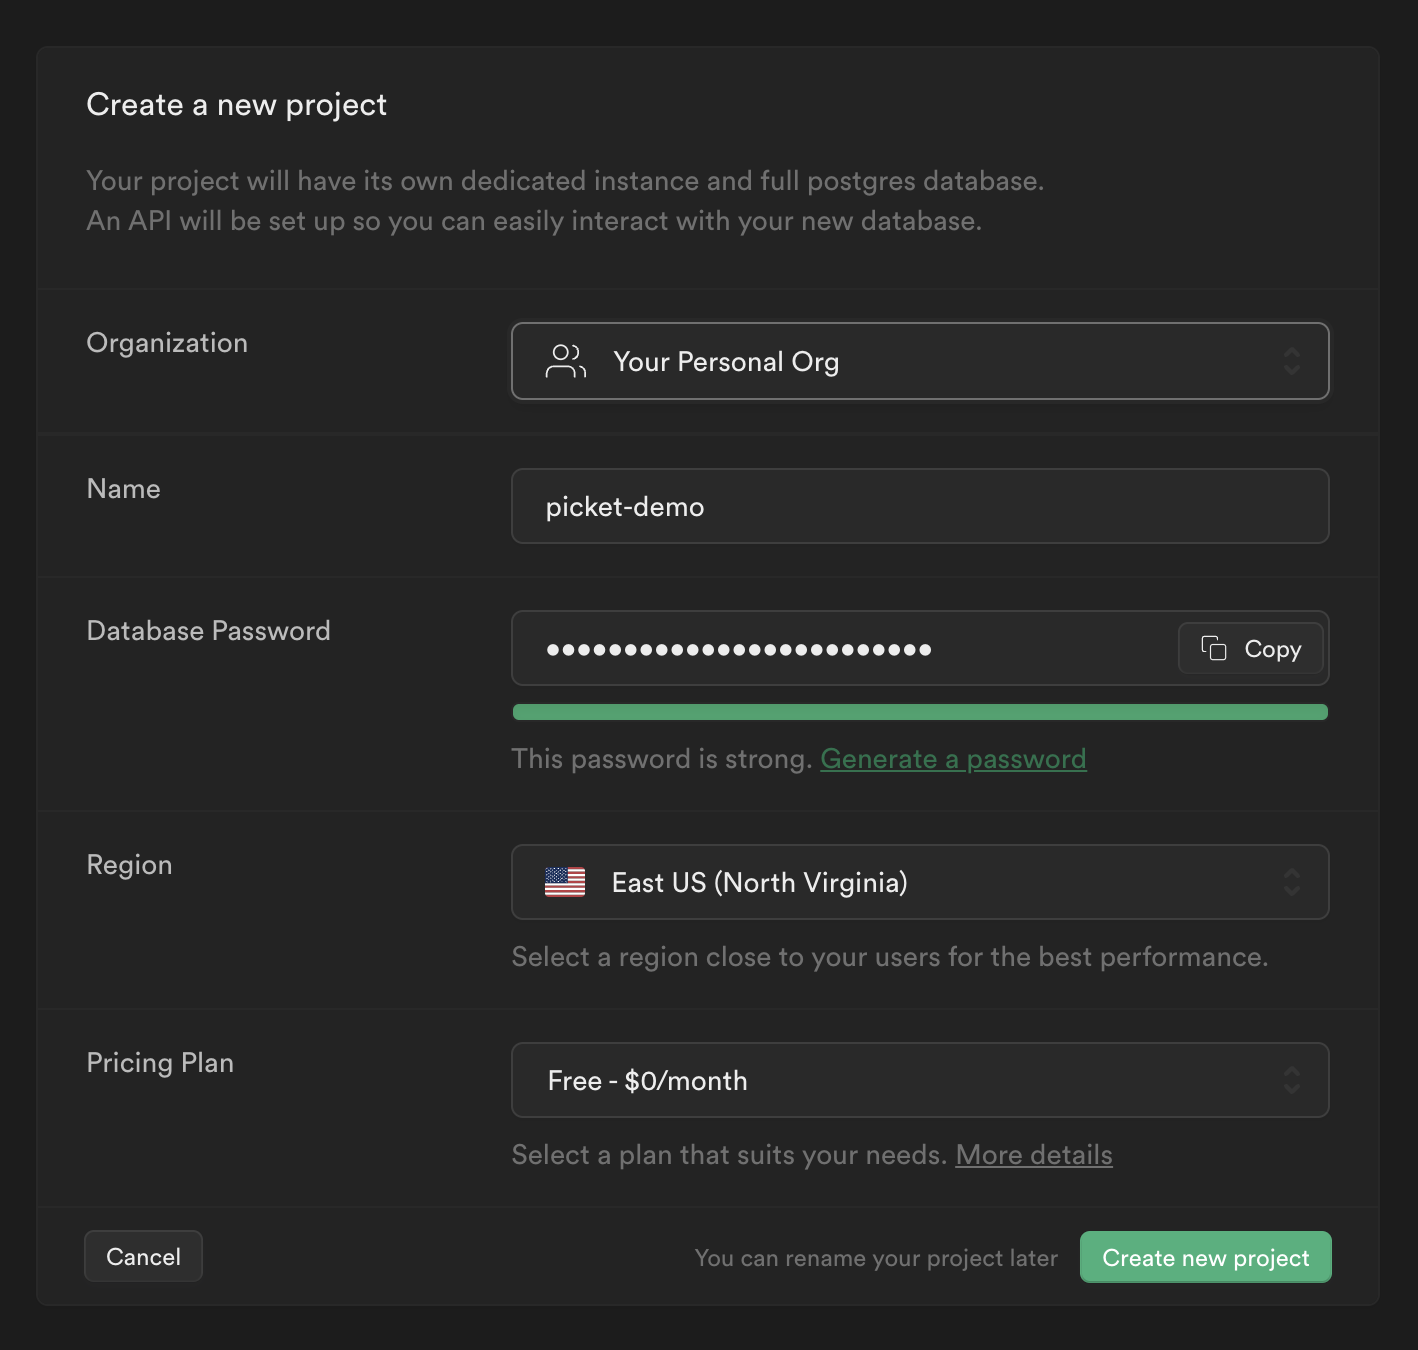 Create a new project
Your project will have its own dedicated instance and full postgres database.
An API will be set up so you can easily interact with your new database.
Organization
Your Personal Org
Name
picket-demo
Database Password
•••••••••••••••••••••••••
Copy
This password is strong. Generate a password
Region
East US (North Virginia)
Select a region close to your users for the best performance.
Pricing Plan
Free - $0/month
Select a plan that suits your needs. More details
Cancel
You can rename your project later
Create new project